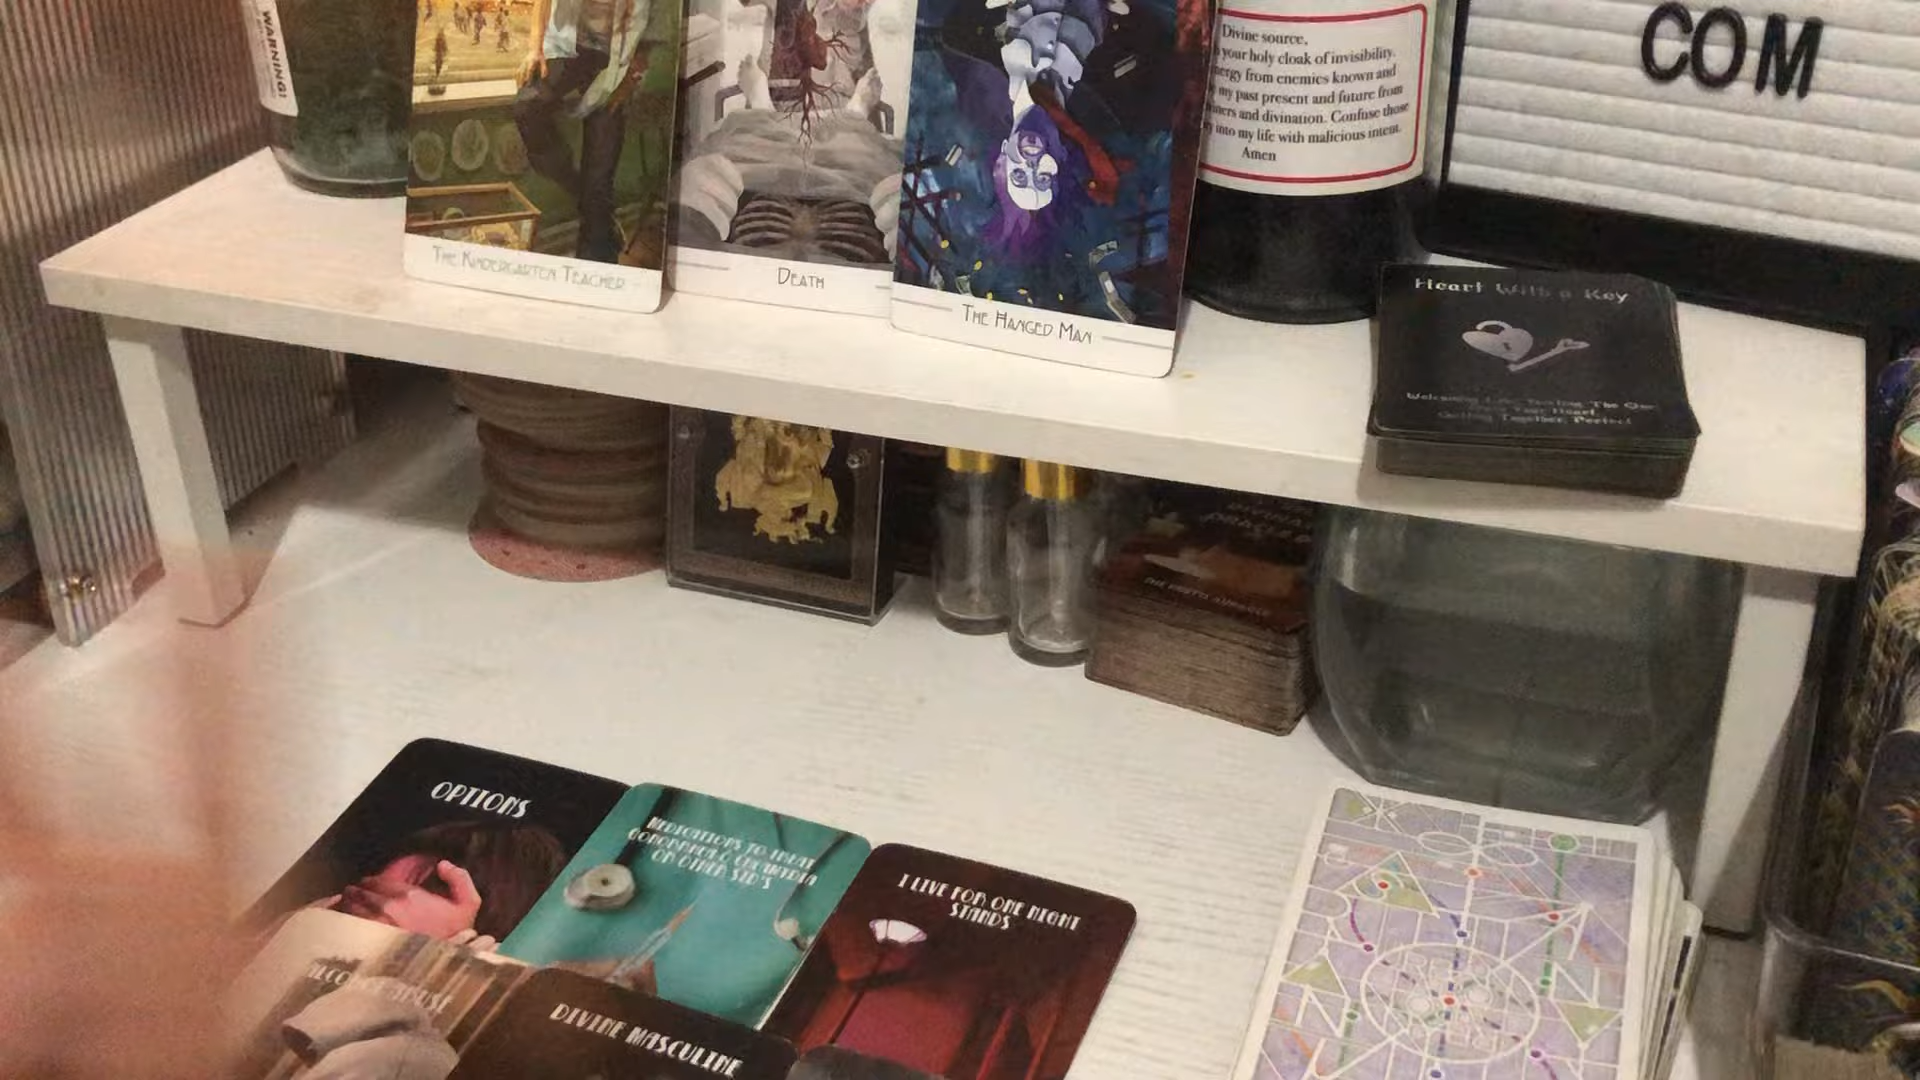 WARNING!
THE KINDERGARTEN TEACHER
DEATH
THE HANGED MAN
Divine source,
your holy cloak of invisibility.
from enemies known and
my past present and future from
and divination. Confuse those
into my life with malicious intent.
Amen
COM
Heart With a Key
OPTIONS
MEDICATIONS TO TREAT
GONORRHEA & CHLAMYDIA
OR OTHER STD'S
I LIVE FOR ONE NIGHT
STANDS
DIVINE MASCULINE